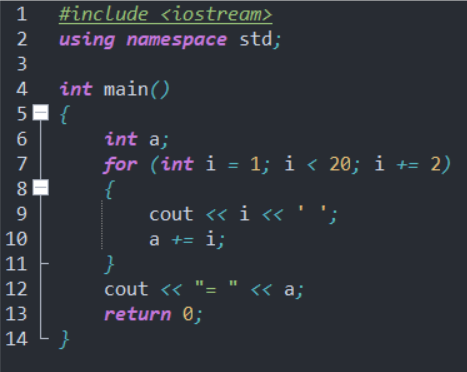 1 #include <iostream>
2 using namespace std;
3
4 int main()
5 {
6 int a;
7 for (int i = 1; i < 20; i += 2)
8 {
9 cout << i << ' ';
10 a += i;
11 }
12 cout << "= " << a;
13 return 0;
14 }